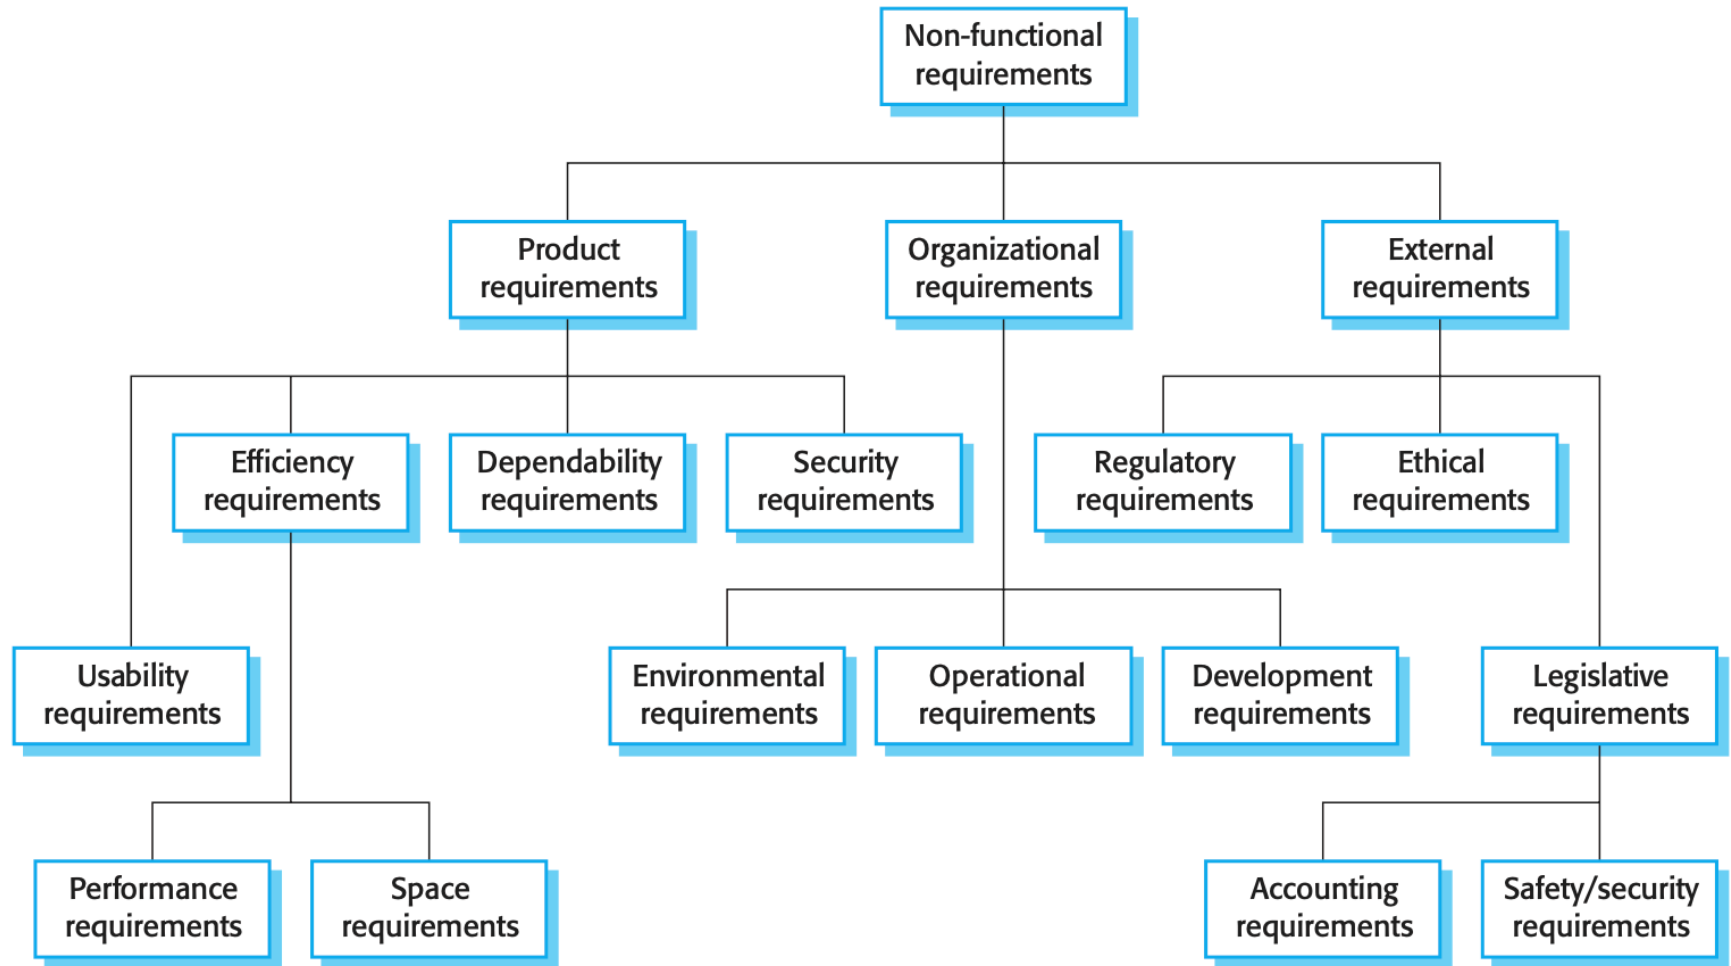 Non-functional
requirements
Product
requirements
Organizational
requirements
External
requirements
Efficiency
requirements
Dependability
requirements
Security
requirements
Regulatory
requirements
Ethical
requirements
Usability
requirements
Environmental
requirements
Operational
requirements
Development
requirements
Legislative
requirements
Performance
requirements
Space
requirements
Accounting
requirements
Safety/security
requirements